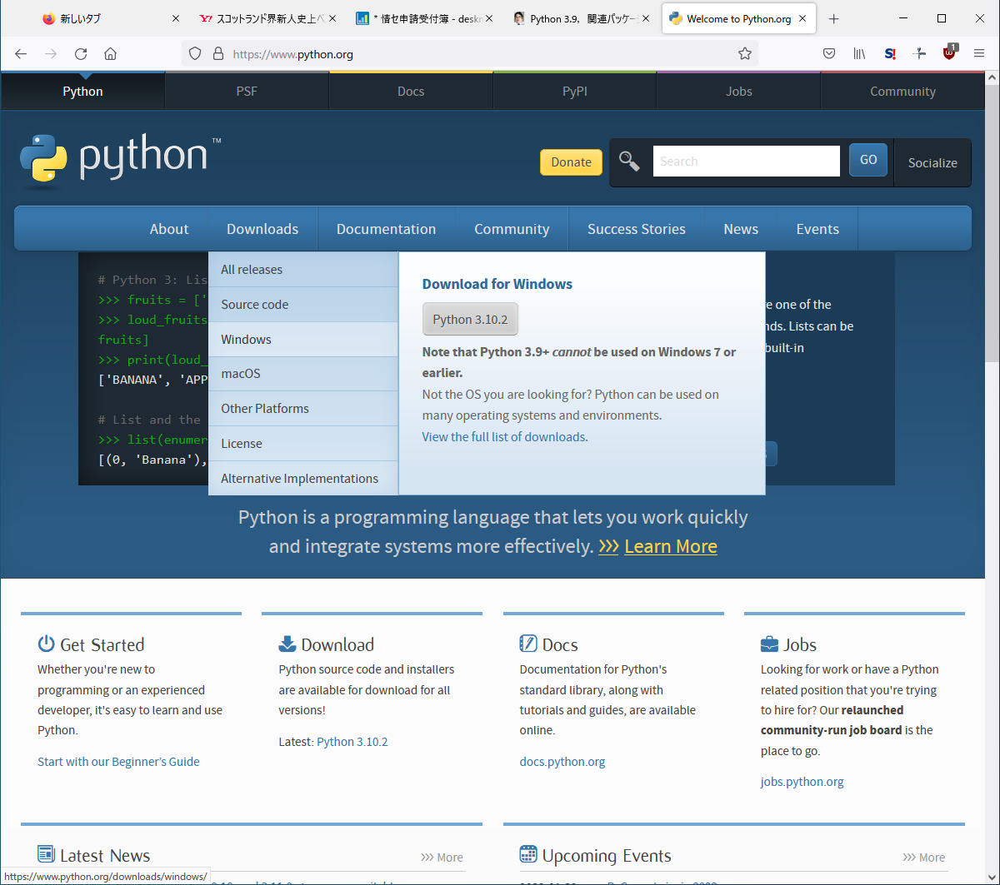 新しいタブ
スコットランド界新人史上ベ
* 情セ申請受付簿 - deskn
Python 3.9，関連パッケージ
Welcome to Python.org
https://www.python.org
1
Python
PSF
Docs
PyPI
Jobs
Community
python™
Donate
Search
GO
Socialize
About
Downloads
Documentation
Community
Success Stories
News
Events
# Python 3: Lis
>>> fruits = ['
>>> loud_fruits
fruits]
>>> print(loud_
['BANANA', 'APP
# List and the
>>> list(enumer
[(0, 'Banana'),
All releases
Source code
Windows
macOS
Other Platforms
License
Alternative Implementations
Download for Windows
Python 3.10.2
Note that Python 3.9+ cannot be used on Windows 7 or
earlier.
Not the OS you are looking for? Python can be used on
many operating systems and environments.
View the full list of downloads.
e one of the
nds. Lists can be
built-in
Python is a programming language that lets you work quickly
and integrate systems more effectively. >>> Learn More
Get Started
Whether you're new to
programming or an experienced
developer, it's easy to learn and use
Python.
Start with our Beginner's Guide
Download
Python source code and installers
are available for download for all
versions!
Latest: Python 3.10.2
Docs
Documentation for Python's
standard library, along with
tutorials and guides, are available
online.
docs.python.org
Jobs
Looking for work or have a Python
related position that you're trying
to hire for? Our relaunched
community-run job board is the
place to go.
jobs.python.org
Latest News
>>> More
Upcoming Events
>>> More
https://www.python.org/downloads/windows/